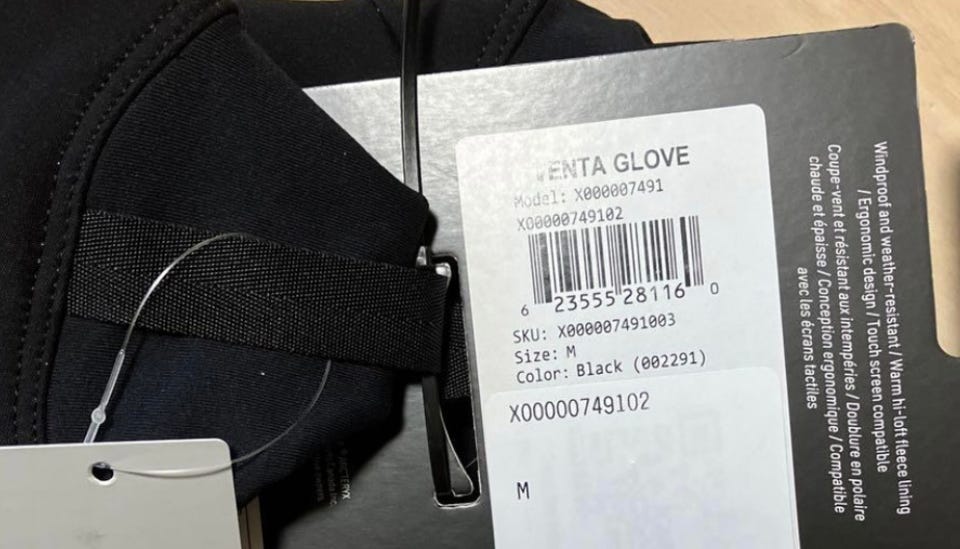 VENTA GLOVE
Model: X000007491
X00000749102
6 23555 28116 0
SKU: X000007491003
Size: M
Color: Black (002291)
X00000749102
M
Windproof and weather-resistant / Warm hi-loft fleece lining
/ Ergonomic design / Touch screen compatible
Coupe-vent et résistant aux intempéries / Doublure en polaire
chaude et épaisse / Conception ergonomique / Compatible
avec les écrans tactiles